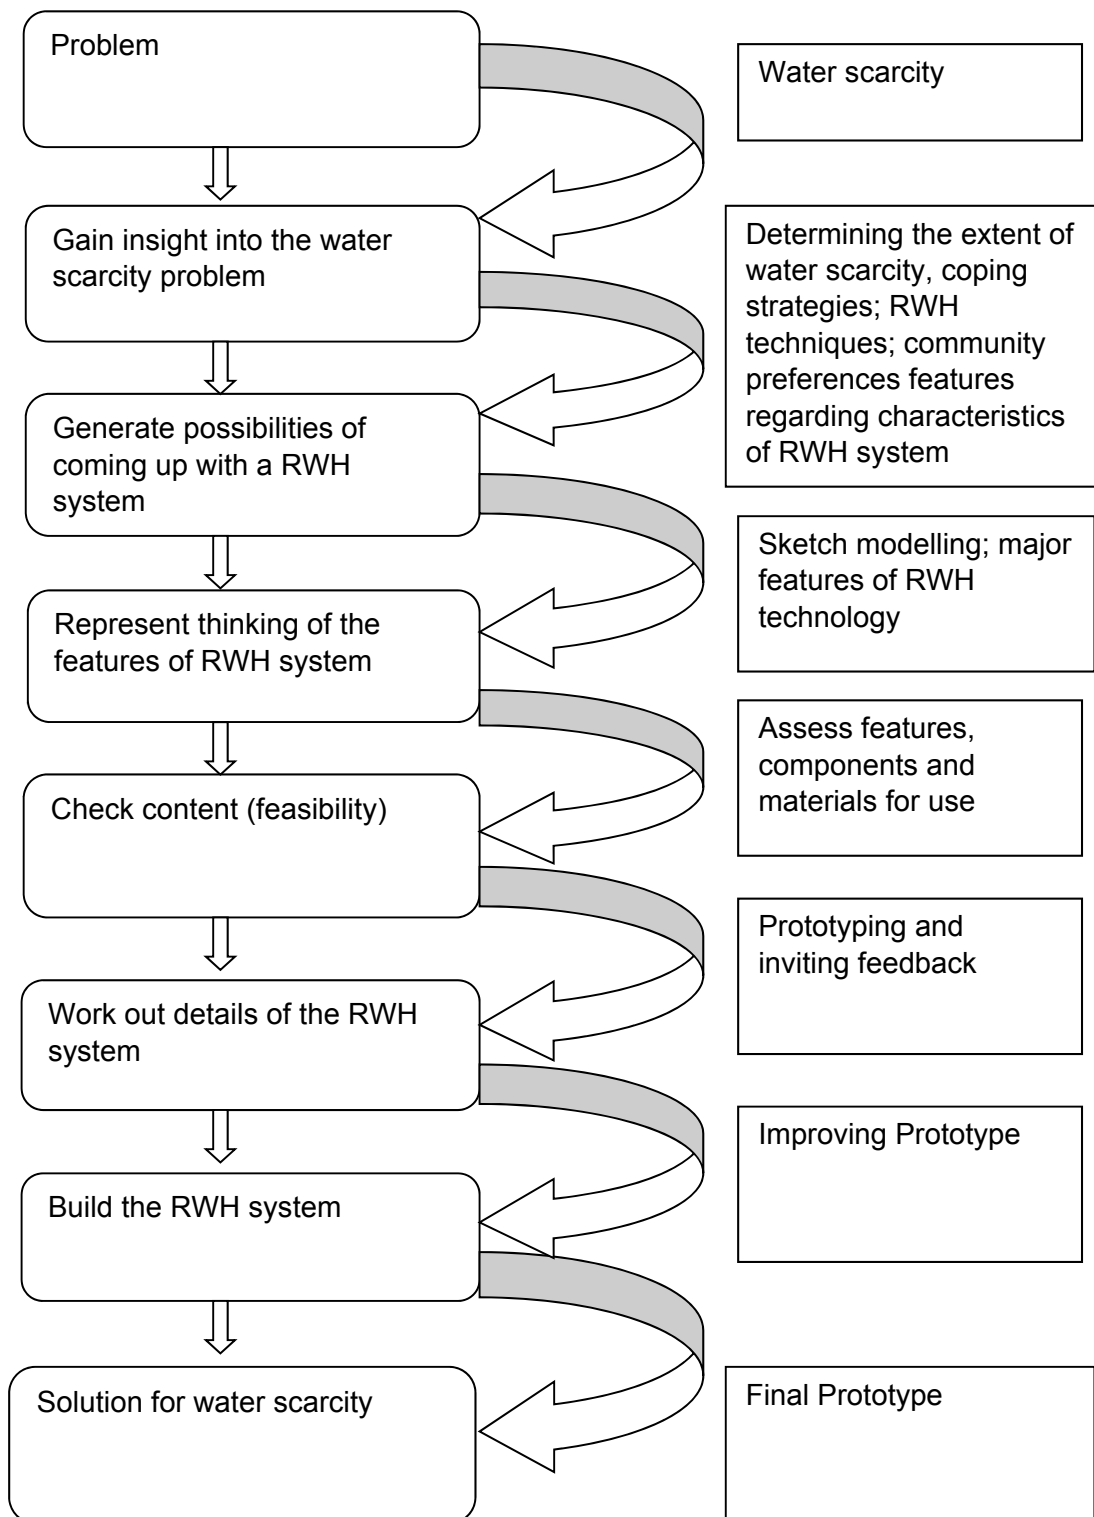 Problem
Water scarcity
Gain insight into the water
scarcity problem
Determining the extent of
water scarcity, coping
strategies; RWH
techniques; community
preferences features
regarding characteristics
of RWH system
Generate possibilities of
coming up with a RWH
system
Sketch modelling; major
features of RWH
technology
Represent thinking of the
features of RWH system
Assess features,
components and
materials for use
Check content (feasibility)
Prototyping and
inviting feedback
Work out details of the RWH
system
Improving Prototype
Build the RWH system
Solution for water scarcity
Final Prototype